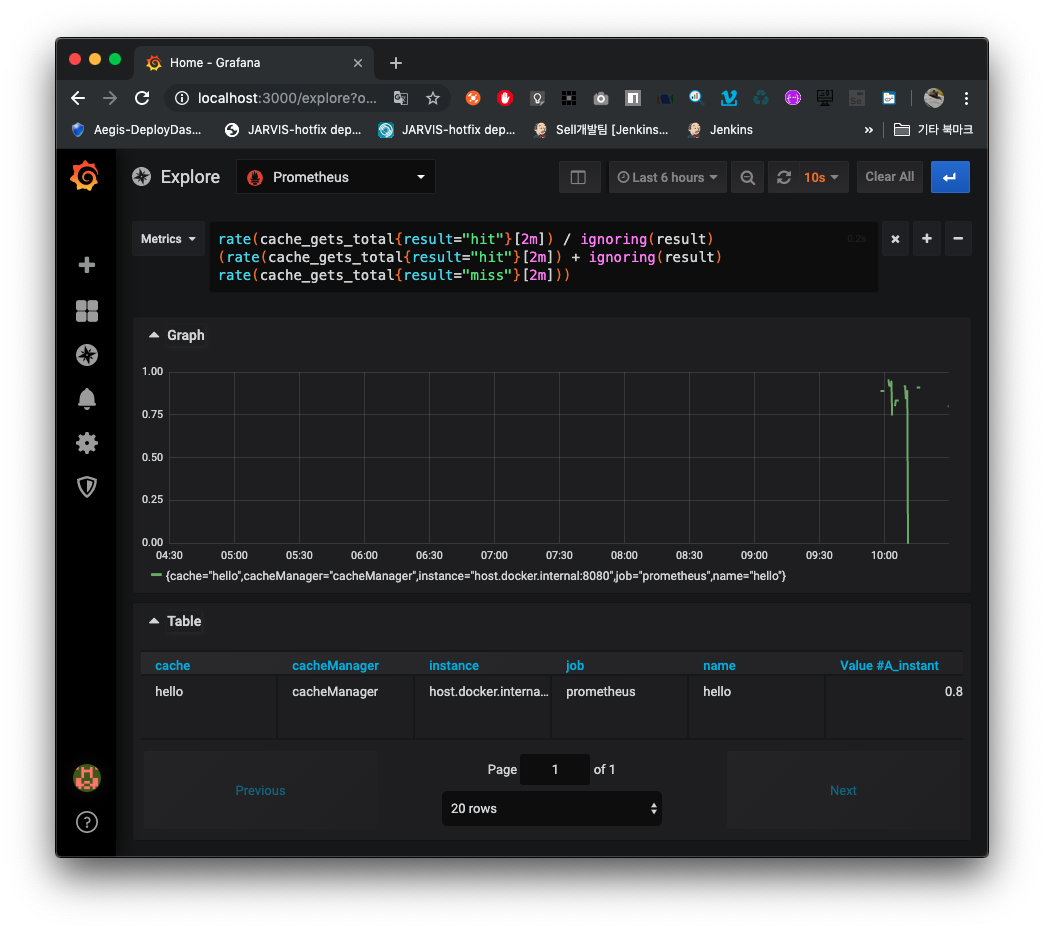 Home - Grafana
localhost:3000/explore?o...
Aegis-DeployDas... JARVIS-hotfix dep... JARVIS-hotfix dep... Sell개발팀 [Jenkins... Jenkins » 기타 북마크
Explore Prometheus Last 6 hours 10s Clear All
Metrics rate(cache_gets_total{result="hit"}[2m]) / ignoring(result) 0.2s
(rate(cache_gets_total{result="hit"}[2m]) + ignoring(result)
rate(cache_gets_total{result="miss"}[2m]))
Graph
1.00
0.75
0.50
0.25
0.00
04:30 05:00 05:30 06:00 06:30 07:00 07:30 08:00 08:30 09:00 09:30 10:00
{cache="hello",cacheManager="cacheManager",instance="host.docker.internal:8080",job="prometheus",name="hello"}
Table
cache cacheManager instance job name Value #A_instant
hello cacheManager host.docker.interna... prometheus hello 0.8
Page 1 of 1
Previous Next
20 rows